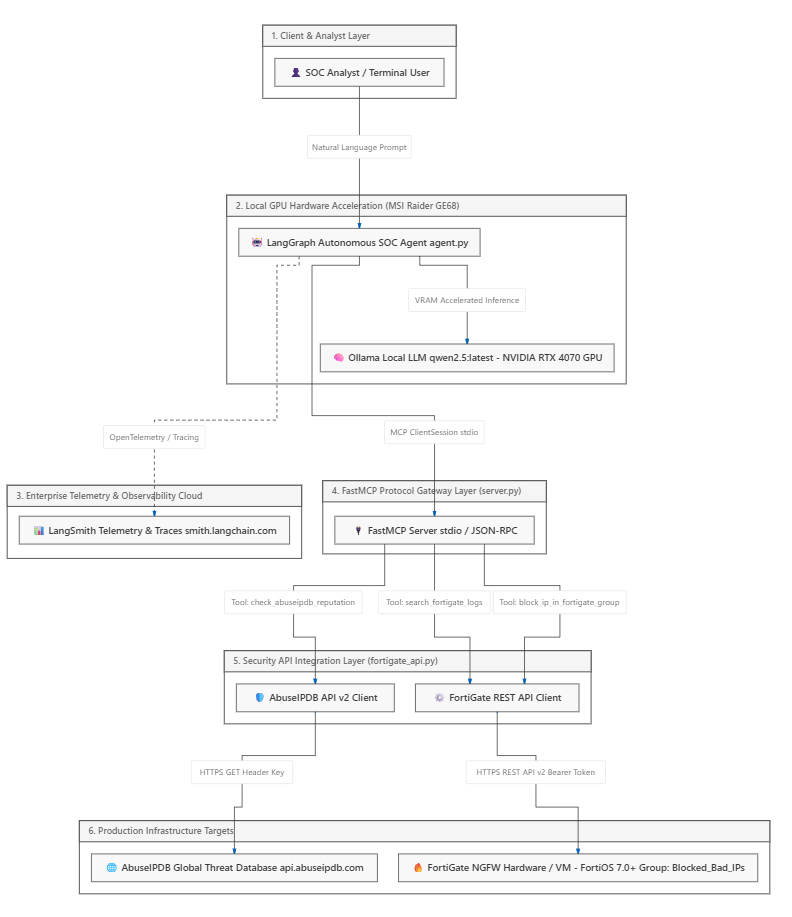 1. Client & Analyst Layer
SOC Analyst / Terminal User
Natural Language Prompt
2. Local GPU Hardware Acceleration (MSI Raider GE68)
LangGraph Autonomous SOC Agent agent.py
VRAM Accelerated Inference
Ollama Local LLM qwen2.5:latest - NVIDIA RTX 4070 GPU
OpenTelemetry / Tracing
MCP ClientSession stdio
3. Enterprise Telemetry & Observability Cloud
LangSmith Telemetry & Traces smith.langchain.com
4. FastMCP Protocol Gateway Layer (server.py)
FastMCP Server stdio / JSON-RPC
Tool: check_abuseipdb_reputation
Tool: search_fortigate_logs
Tool: block_ip_in_fortigate_group
5. Security API Integration Layer (fortigate_api.py)
AbuseIPDB API v2 Client
FortiGate REST API Client
HTTPS GET Header Key
HTTPS REST API v2 Bearer Token
6. Production Infrastructure Targets
AbuseIPDB Global Threat Database api.abuseipdb.com
FortiGate NGFW Hardware / VM - FortiOS 7.0+ Group: Blocked_Bad_IPs